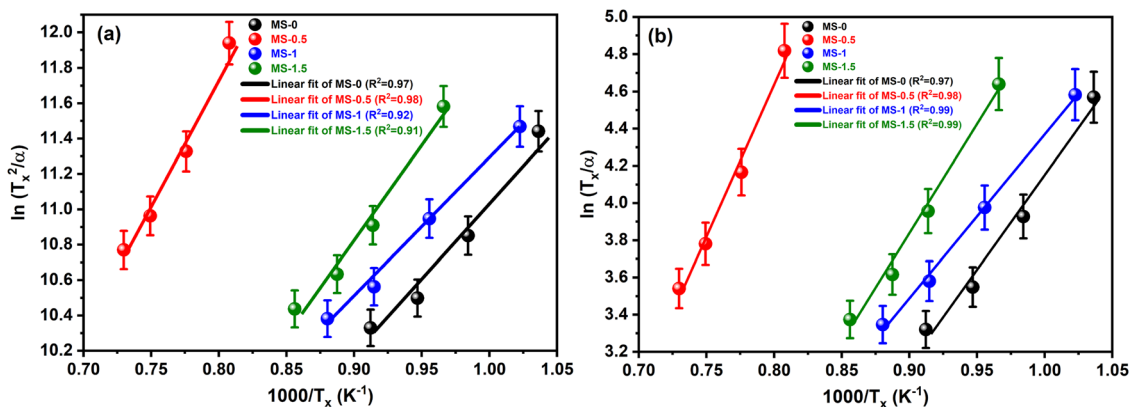 (a)
MS-0
MS-0.5
MS-1
MS-1.5
Linear fit of MS-0 (R²=0.97)
Linear fit of MS-0.5 (R²=0.98)
Linear fit of MS-1 (R²=0.92)
Linear fit of MS-1.5 (R²=0.91)
ln (Tₓ²/α)
12.0
11.8
11.6
11.4
11.2
11.0
10.8
10.6
10.4
10.2
0.70 0.75 0.80 0.85 0.90 0.95 1.00 1.05
1000/Tₓ (K⁻¹)
(b)
MS-0
MS-0.5
MS-1
MS-1.5
Linear fit of MS-0 (R²=0.97)
Linear fit of MS-0.5 (R²=0.98)
Linear fit of MS-1 (R²=0.99)
Linear fit of MS-1.5 (R²=0.99)
ln (Tₓ/α)
5.0
4.8
4.6
4.4
4.2
4.0
3.8
3.6
3.4
3.2
0.70 0.75 0.80 0.85 0.90 0.95 1.00 1.05
1000/Tₓ (K⁻¹)